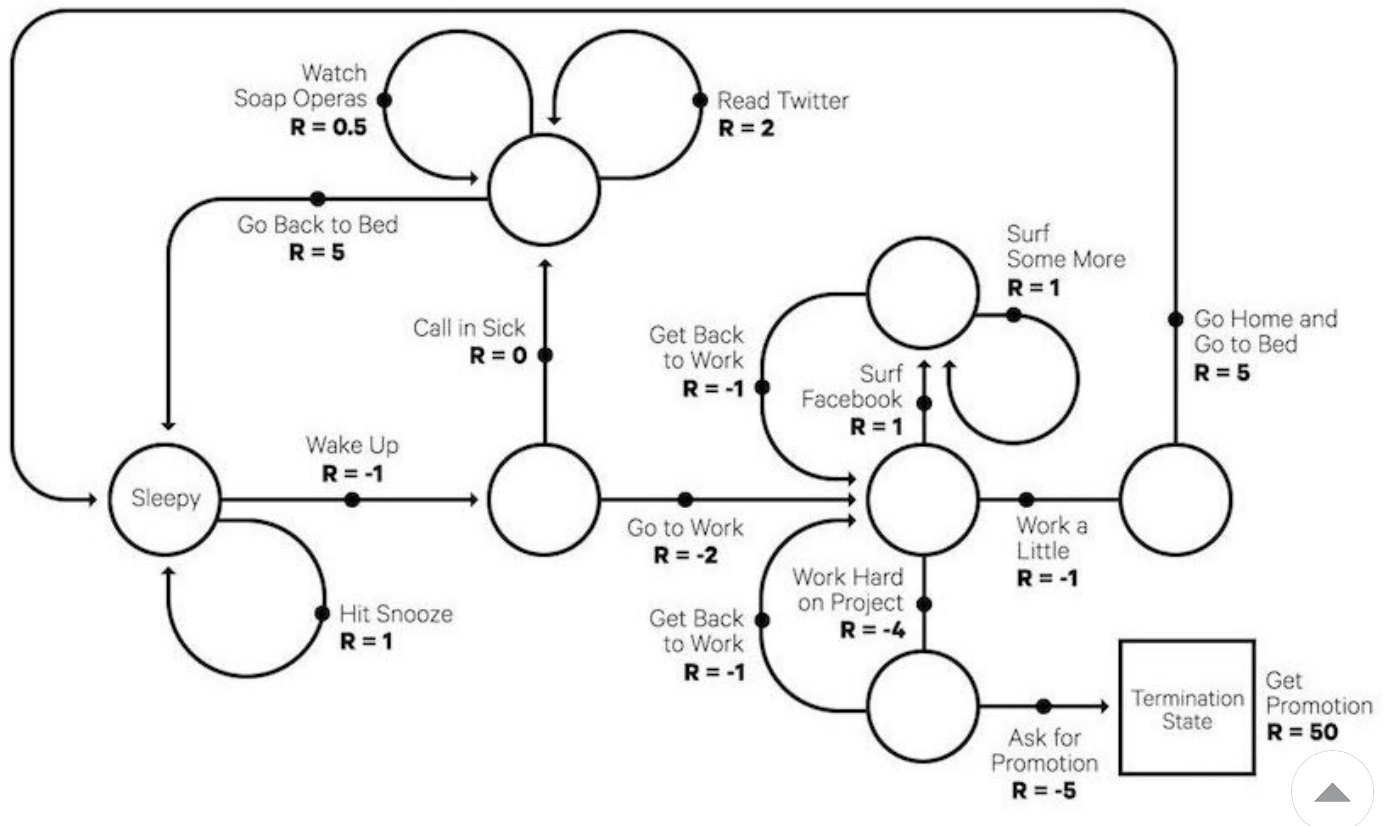 Watch
Soap Operas
R = 0.5
Read Twitter
R = 2
Go Back to Bed
R = 5
Surf
Some More
R = 1
Call in Sick
R = 0
Get Back
to Work
R = -1
Surf
Facebook
R = 1
Go Home and
Go to Bed
R = 5
Wake Up
R = -1
Sleepy
Go to Work
R = -2
Work a
Little
R = -1
Hit Snooze
R = 1
Work Hard
on Project
R = -4
Get Back
to Work
R = -1
Termination
State
Get
Promotion
R = 50
Ask for
Promotion
R = -5